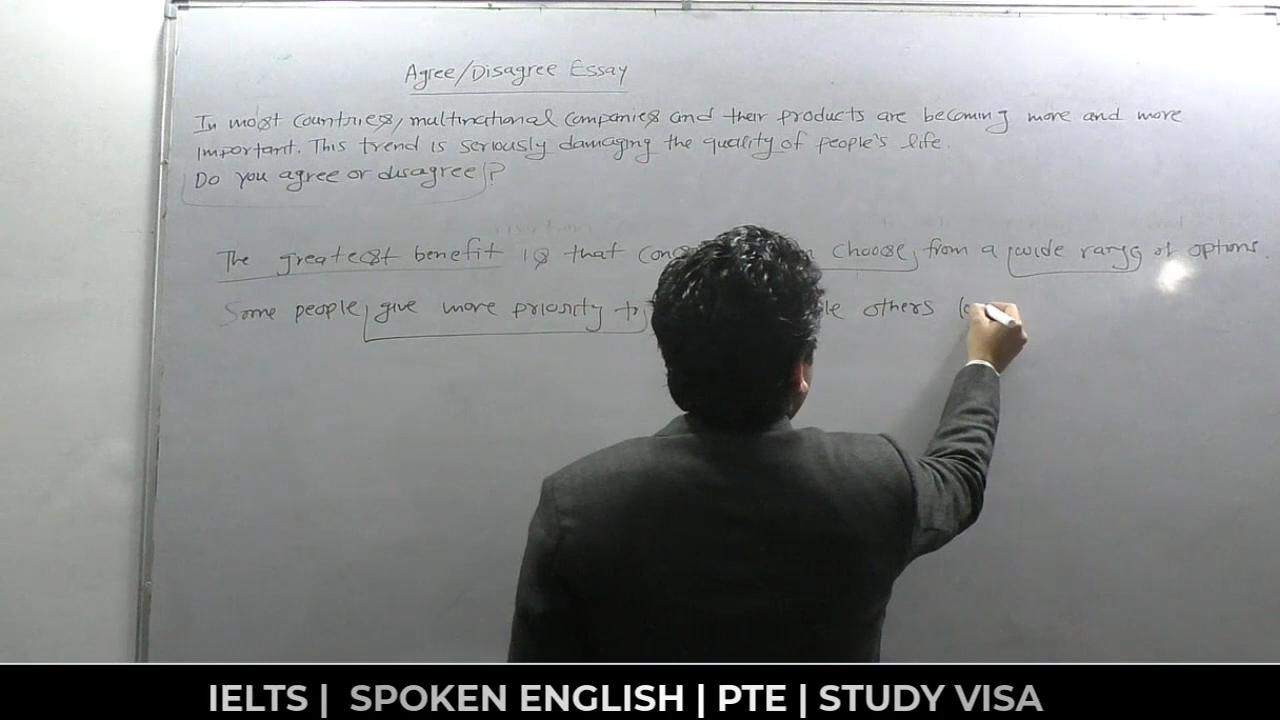 Agree/Disagree Essay
In most countries, multinational companies and their products are becoming more and more
important. This trend is seriously damaging the quality of people's life.
Do you agree or disagree?
The greatest benefit is that choose from a wide range of options.
Some people give more priority to others
IELTS | SPOKEN ENGLISH | PTE | STUDY VISA